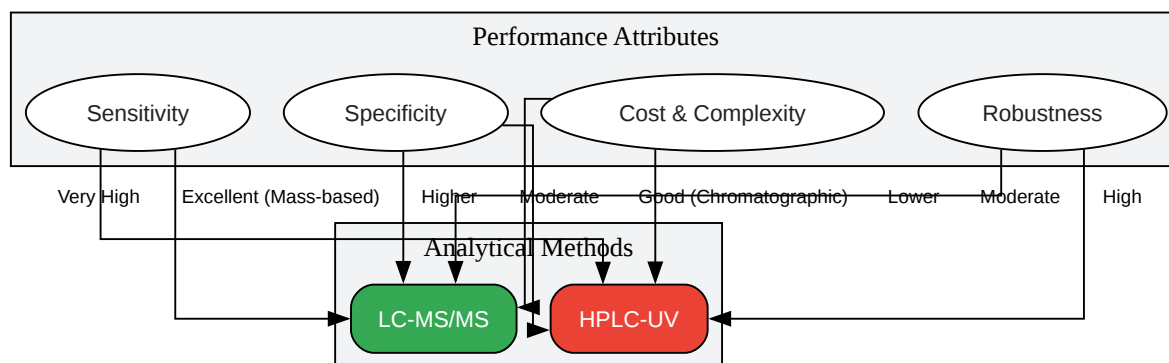 Performance Attributes
Sensitivity
Specificity
Cost & Complexity
Robustness
Very High
Excellent (Mass-based)
Higher
Moderate
Good (Chromatographic)
Lower
Moderate
High
Analytical Methods
LC-MS/MS
HPLC-UV